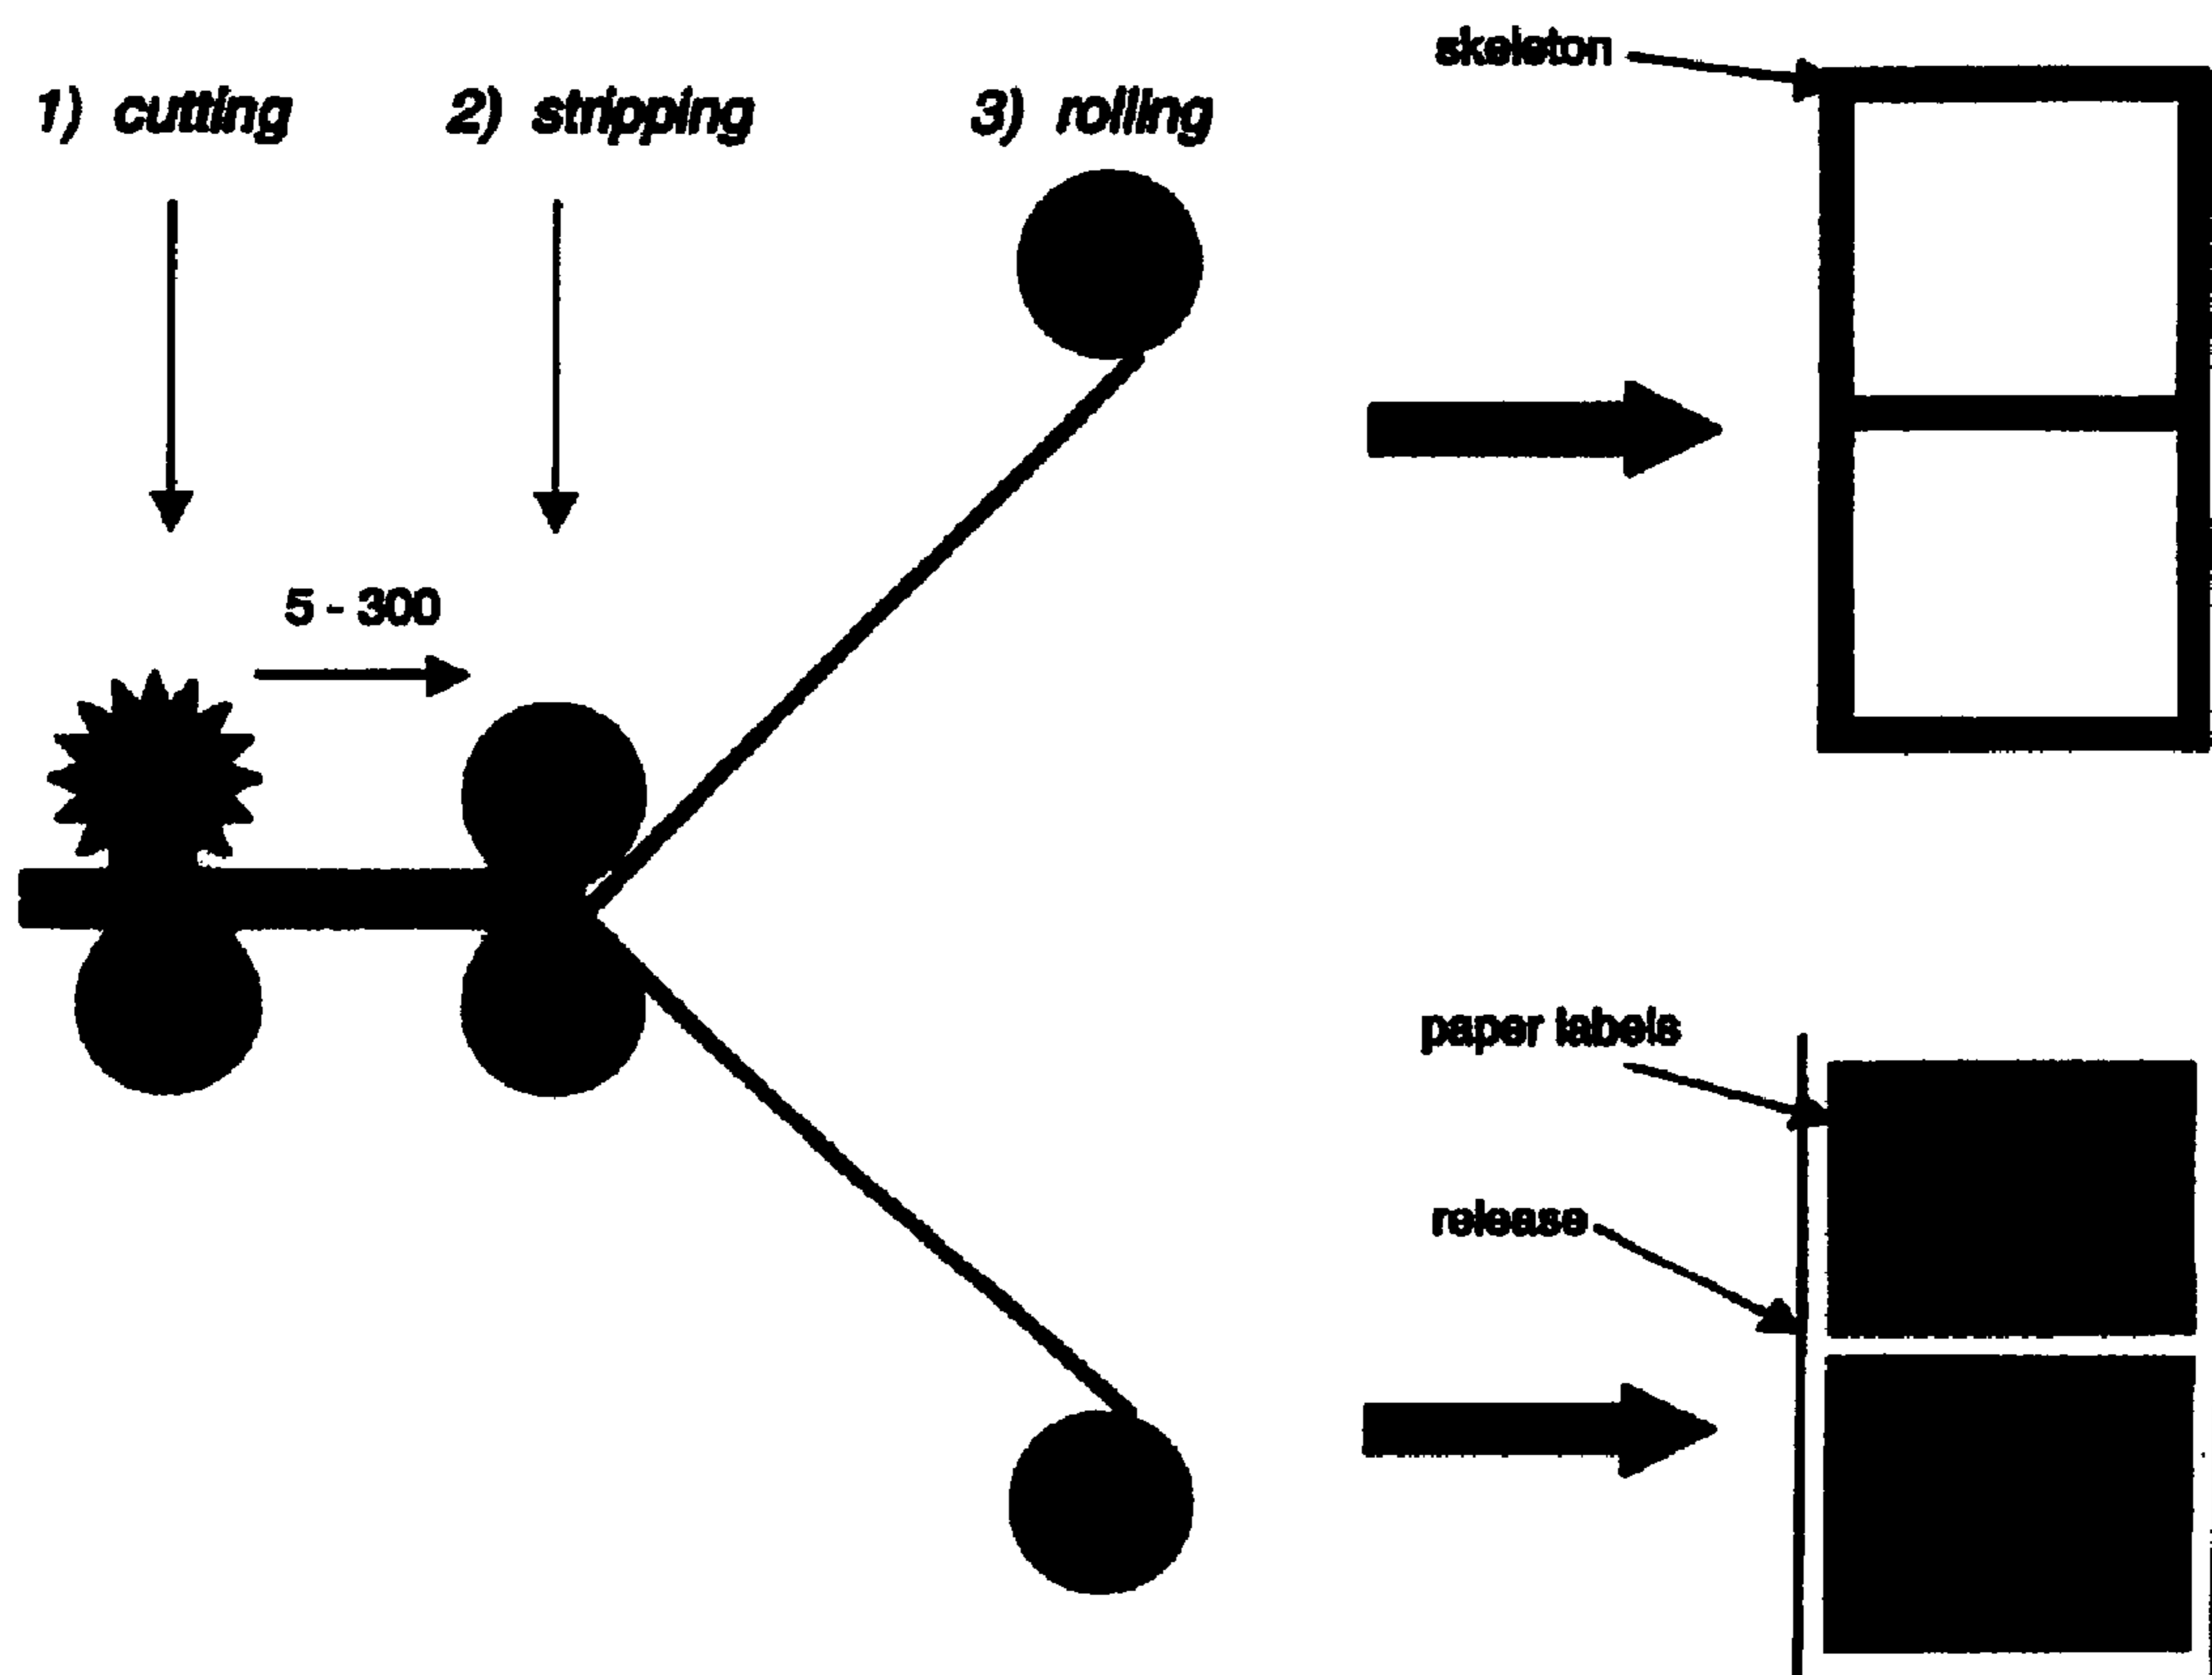 1) cutting
2) stripping
3) rolling
skeleton
5 - 300
paper labels
release